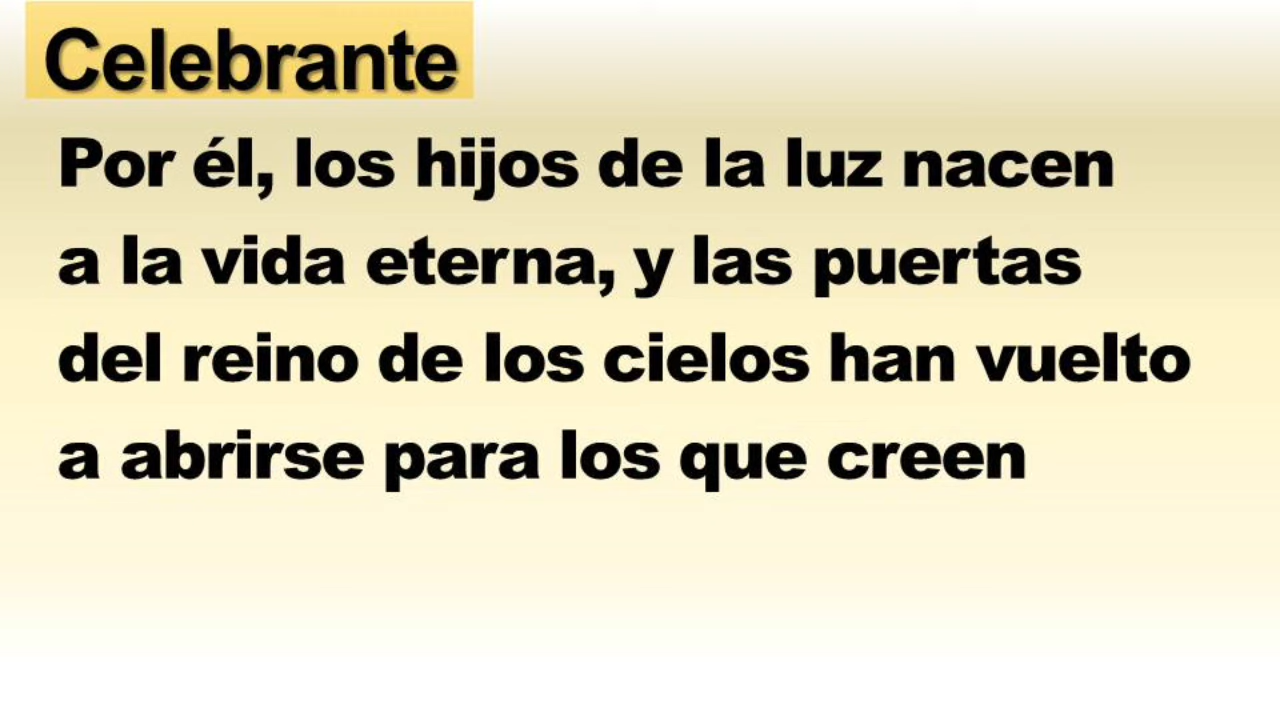 Celebrante
Por él, los hijos de la luz nacen
a la vida eterna, y las puertas
del reino de los cielos han vuelto
a abrirse para los que creen